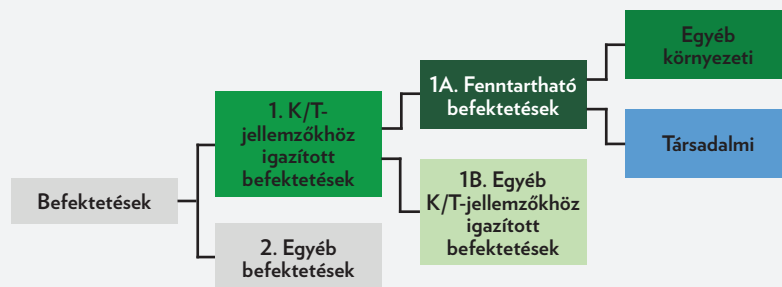 Befektetések
1. K/T-
jellemzőkhöz
igazított
befektetések
2. Egyéb
befektetések
1A. Fenntartható
befektetések
1B. Egyéb
K/T-jellemzőkhöz
igazított
befektetések
Egyéb
környezeti
Társadalmi